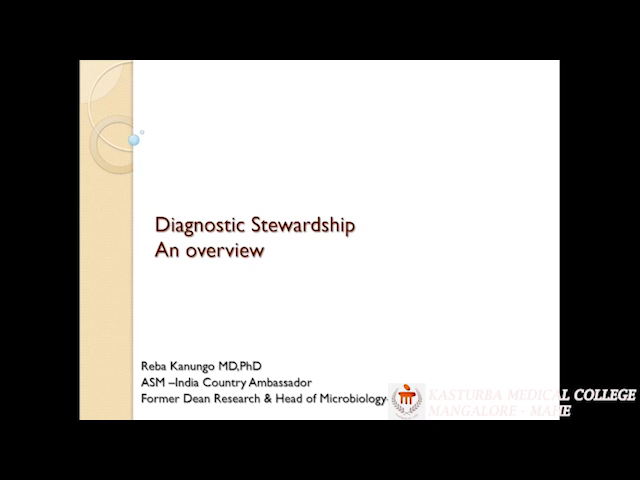 Diagnostic Stewardship
An overview
Reba Kanungo MD,PhD
ASM –India Country Ambassador
Former Dean Research & Head of Microbiology-
KASTURBA MEDICAL COLLEGE
MANGALORE - MAHE